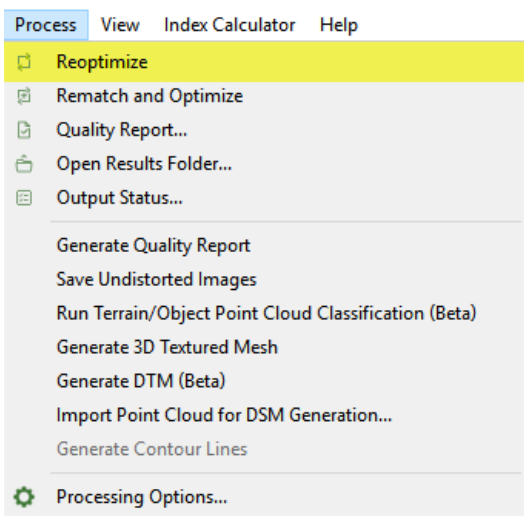 Process View Index Calculator Help
Reoptimize
Rematch and Optimize
Quality Report...
Open Results Folder...
Output Status...
Generate Quality Report
Save Undistorted Images
Run Terrain/Object Point Cloud Classification (Beta)
Generate 3D Textured Mesh
Generate DTM (Beta)
Import Point Cloud for DSM Generation...
Generate Contour Lines
Processing Options...